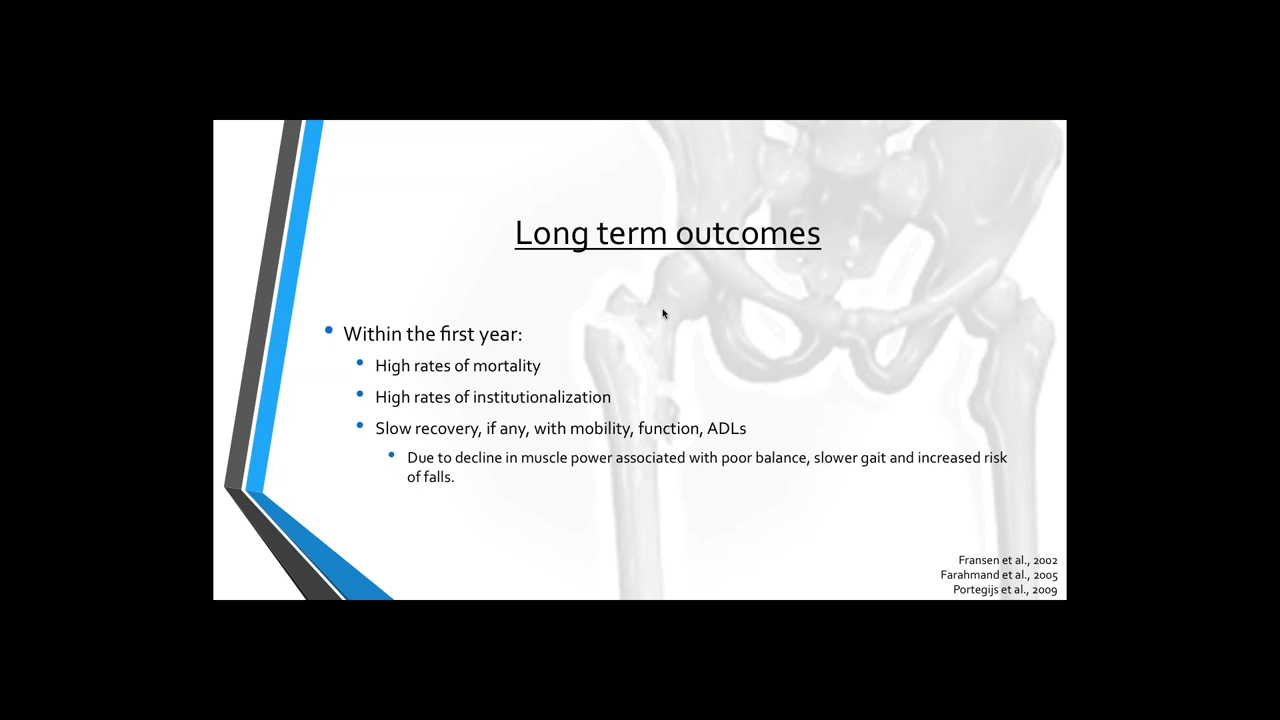 Long term outcomes
• Within the first year:
• High rates of mortality
• High rates of institutionalization
• Slow recovery, if any, with mobility, function, ADLs
• Due to decline in muscle power associated with poor balance, slower gait and increased risk
of falls.
Fransen et al., 2002
Farahmand et al., 2005
Portegijs et al., 2009